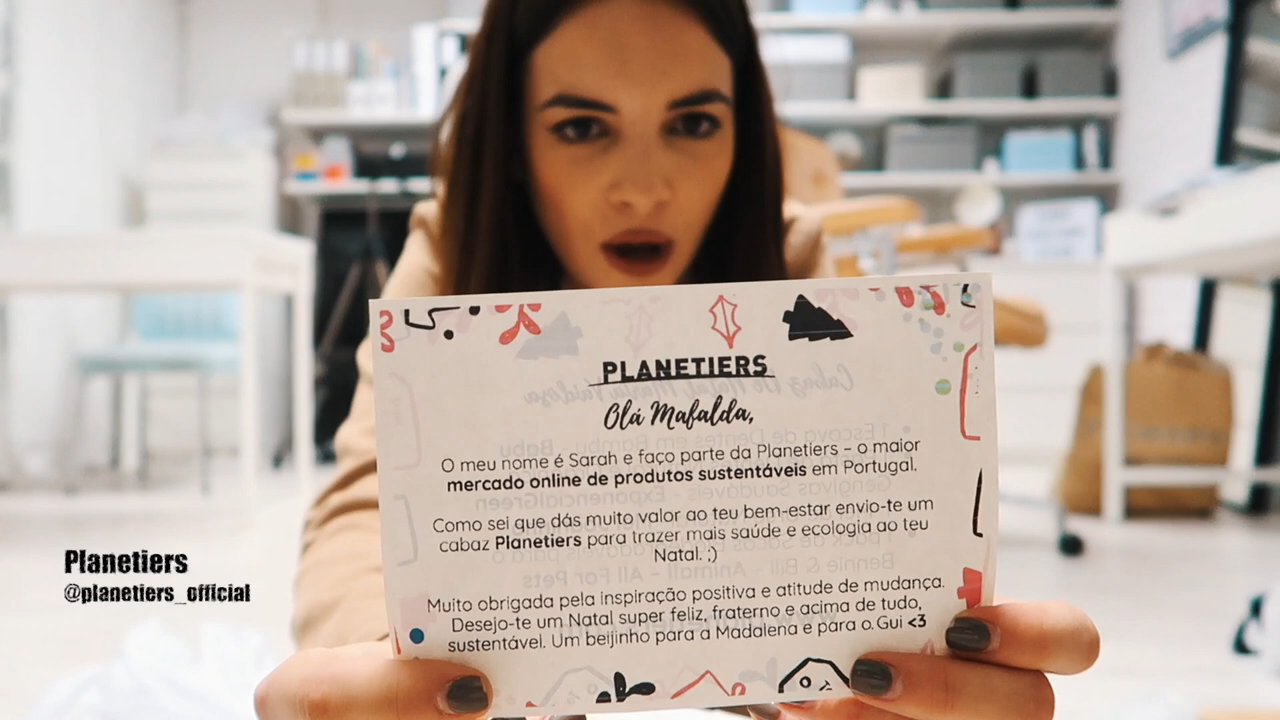 PLANETIERS
Olá Mafalda,
O meu nome é Sarah e faço parte da Planetiers – o maior
mercado online de produtos sustentáveis em Portugal.
Como sei que dás muito valor ao teu bem-estar envio-te um
cabaz Planetiers para trazer mais saúde e ecologia ao teu
Natal. ;)
Muito obrigada pela inspiração positiva e atitude de mudança.
Desejo-te um Natal super feliz, fraterno e acima de tudo,
sustentável. Um beijinho para a Madalena e para o Gui <3
Planetiers
@planetiers_official